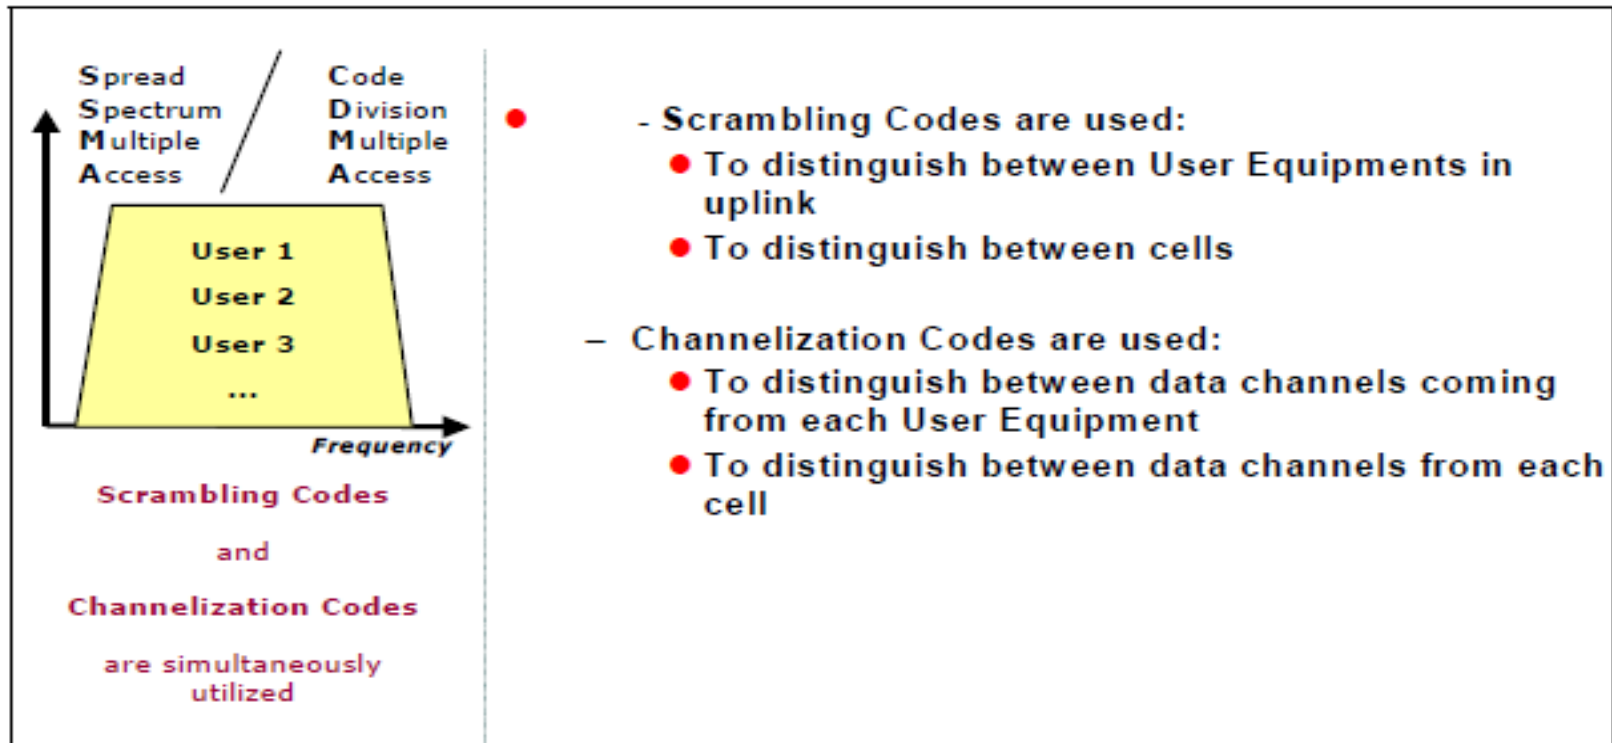 Spread
Spectrum
Multiple
Access
Code
Division
Multiple
Access
User 1
User 2
User 3
...
Frequency
Scrambling Codes
and
Channelization Codes
are simultaneously
utilized
- Scrambling Codes are used:
To distinguish between User Equipments in
uplink
To distinguish between cells
– Channelization Codes are used:
To distinguish between data channels coming
from each User Equipment
To distinguish between data channels from each
cell